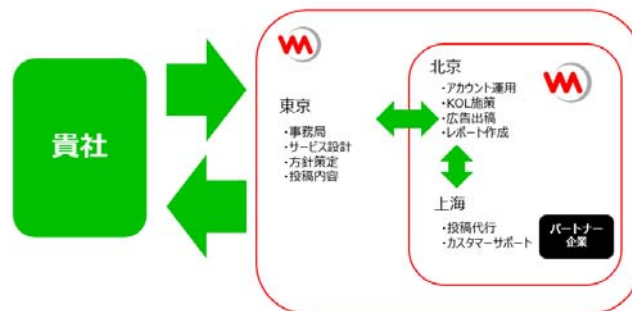 貴社
東京
・事務局
・サービス設計
・方針策定
・投稿内容
北京
・アカウント運用
・KOL施策
・広告出稿
・レポート作成
上海
・投稿代行
・カスタマーサポート
パートナー
企業